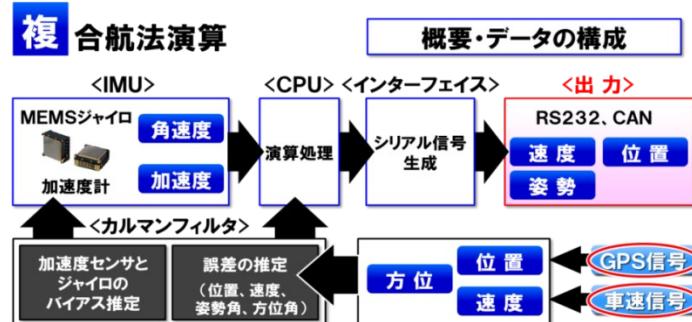 複合航法演算
概要・データの構成
<IMU>
<CPU>
<インターフェイス>
<出 力>
MEMSジャイロ
加速度計
角速度
加速度
演算処理
シリアル信号
生成
RS232、CAN
速 度
位 置
姿 勢
<カルマンフィルタ>
加速度センサと
ジャイロの
バイアス推定
誤差の推定
(位置、速度、
姿勢角、方位角)
方 位
位 置
速 度
GPS信号
車速信号